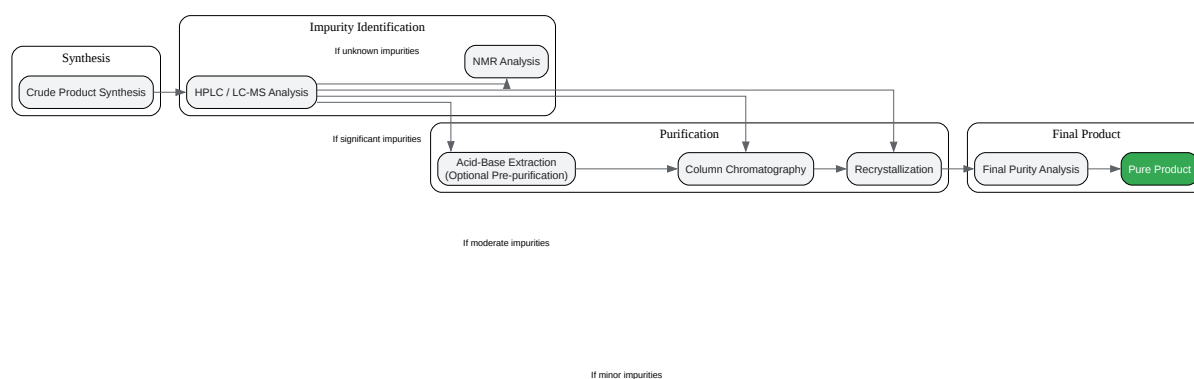 Synthesis
Crude Product Synthesis
Impurity Identification
If unknown impurities
NMR Analysis
HPLC / LC-MS Analysis
If significant impurities
Purification
Acid-Base Extraction
(Optional Pre-purification)
Column Chromatography
Recrystallization
Final Product
Final Purity Analysis
Pure Product
If moderate impurities
If minor impurities